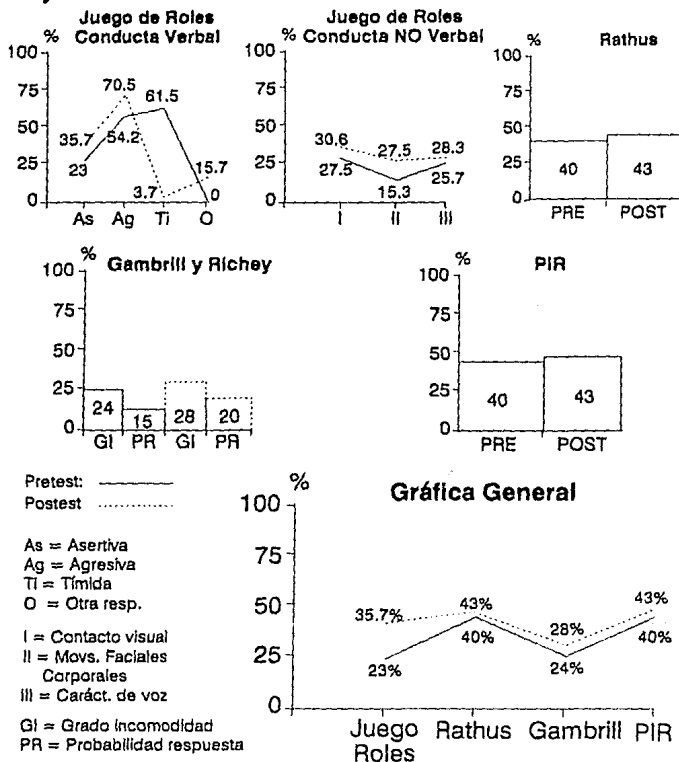 Juego de Roles
Conducta Verbal
%
100
75
50
25
0
70.5
61.5
35.7
54.2
23
3.7
15.7
0
As Ag Ti O
Juego de Roles
Conducta NO Verbal
%
100
75
50
25
0
30.6
27.5
28.3
27.5
15.3
25.7
I II III
Rathus
%
100
75
50
25
0
40 43
PRE POST
Gambrill y Richey
%
100
75
50
25
0
24 15 28 20
GI PR GI PR
PIR
%
100
75
50
25
0
40 43
PRE POST
Pretest:
Postest
As = Asertiva
Ag = Agresiva
Ti = Tímida
O = Otra resp.
I = Contacto visual
II = Movs. Faciales
Corporales
III = Caráct. de voz
GI = Grado Incomodidad
PR = Probabilidad respuesta
Gráfica General
%
100
75
50
25
0
35.7% 43% 28% 43%
23% 40% 24% 40%
Juego Rathus Gambrill PIR
Roles